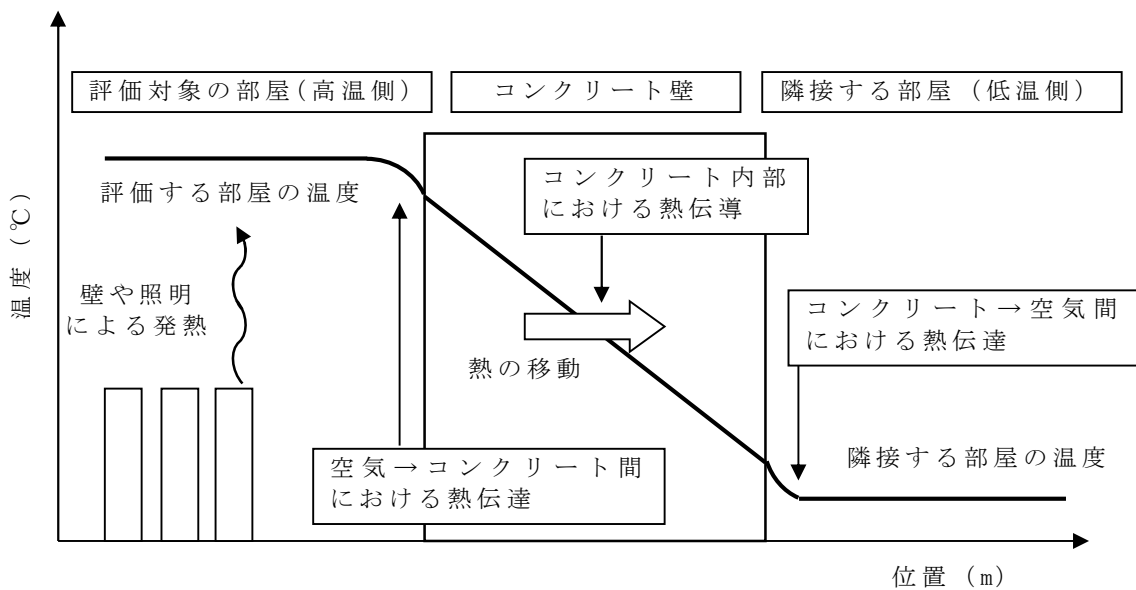 評価対象の部屋（高温側）
コンクリート壁
隣接する部屋（低温側）
評価する部屋の温度
コンクリート内部
における熱伝導
温度（℃）
壁や照明
による発熱
熱の移動
コンクリート→空気間
における熱伝達
空気→コンクリート間
における熱伝達
隣接する部屋の温度
位置（m）